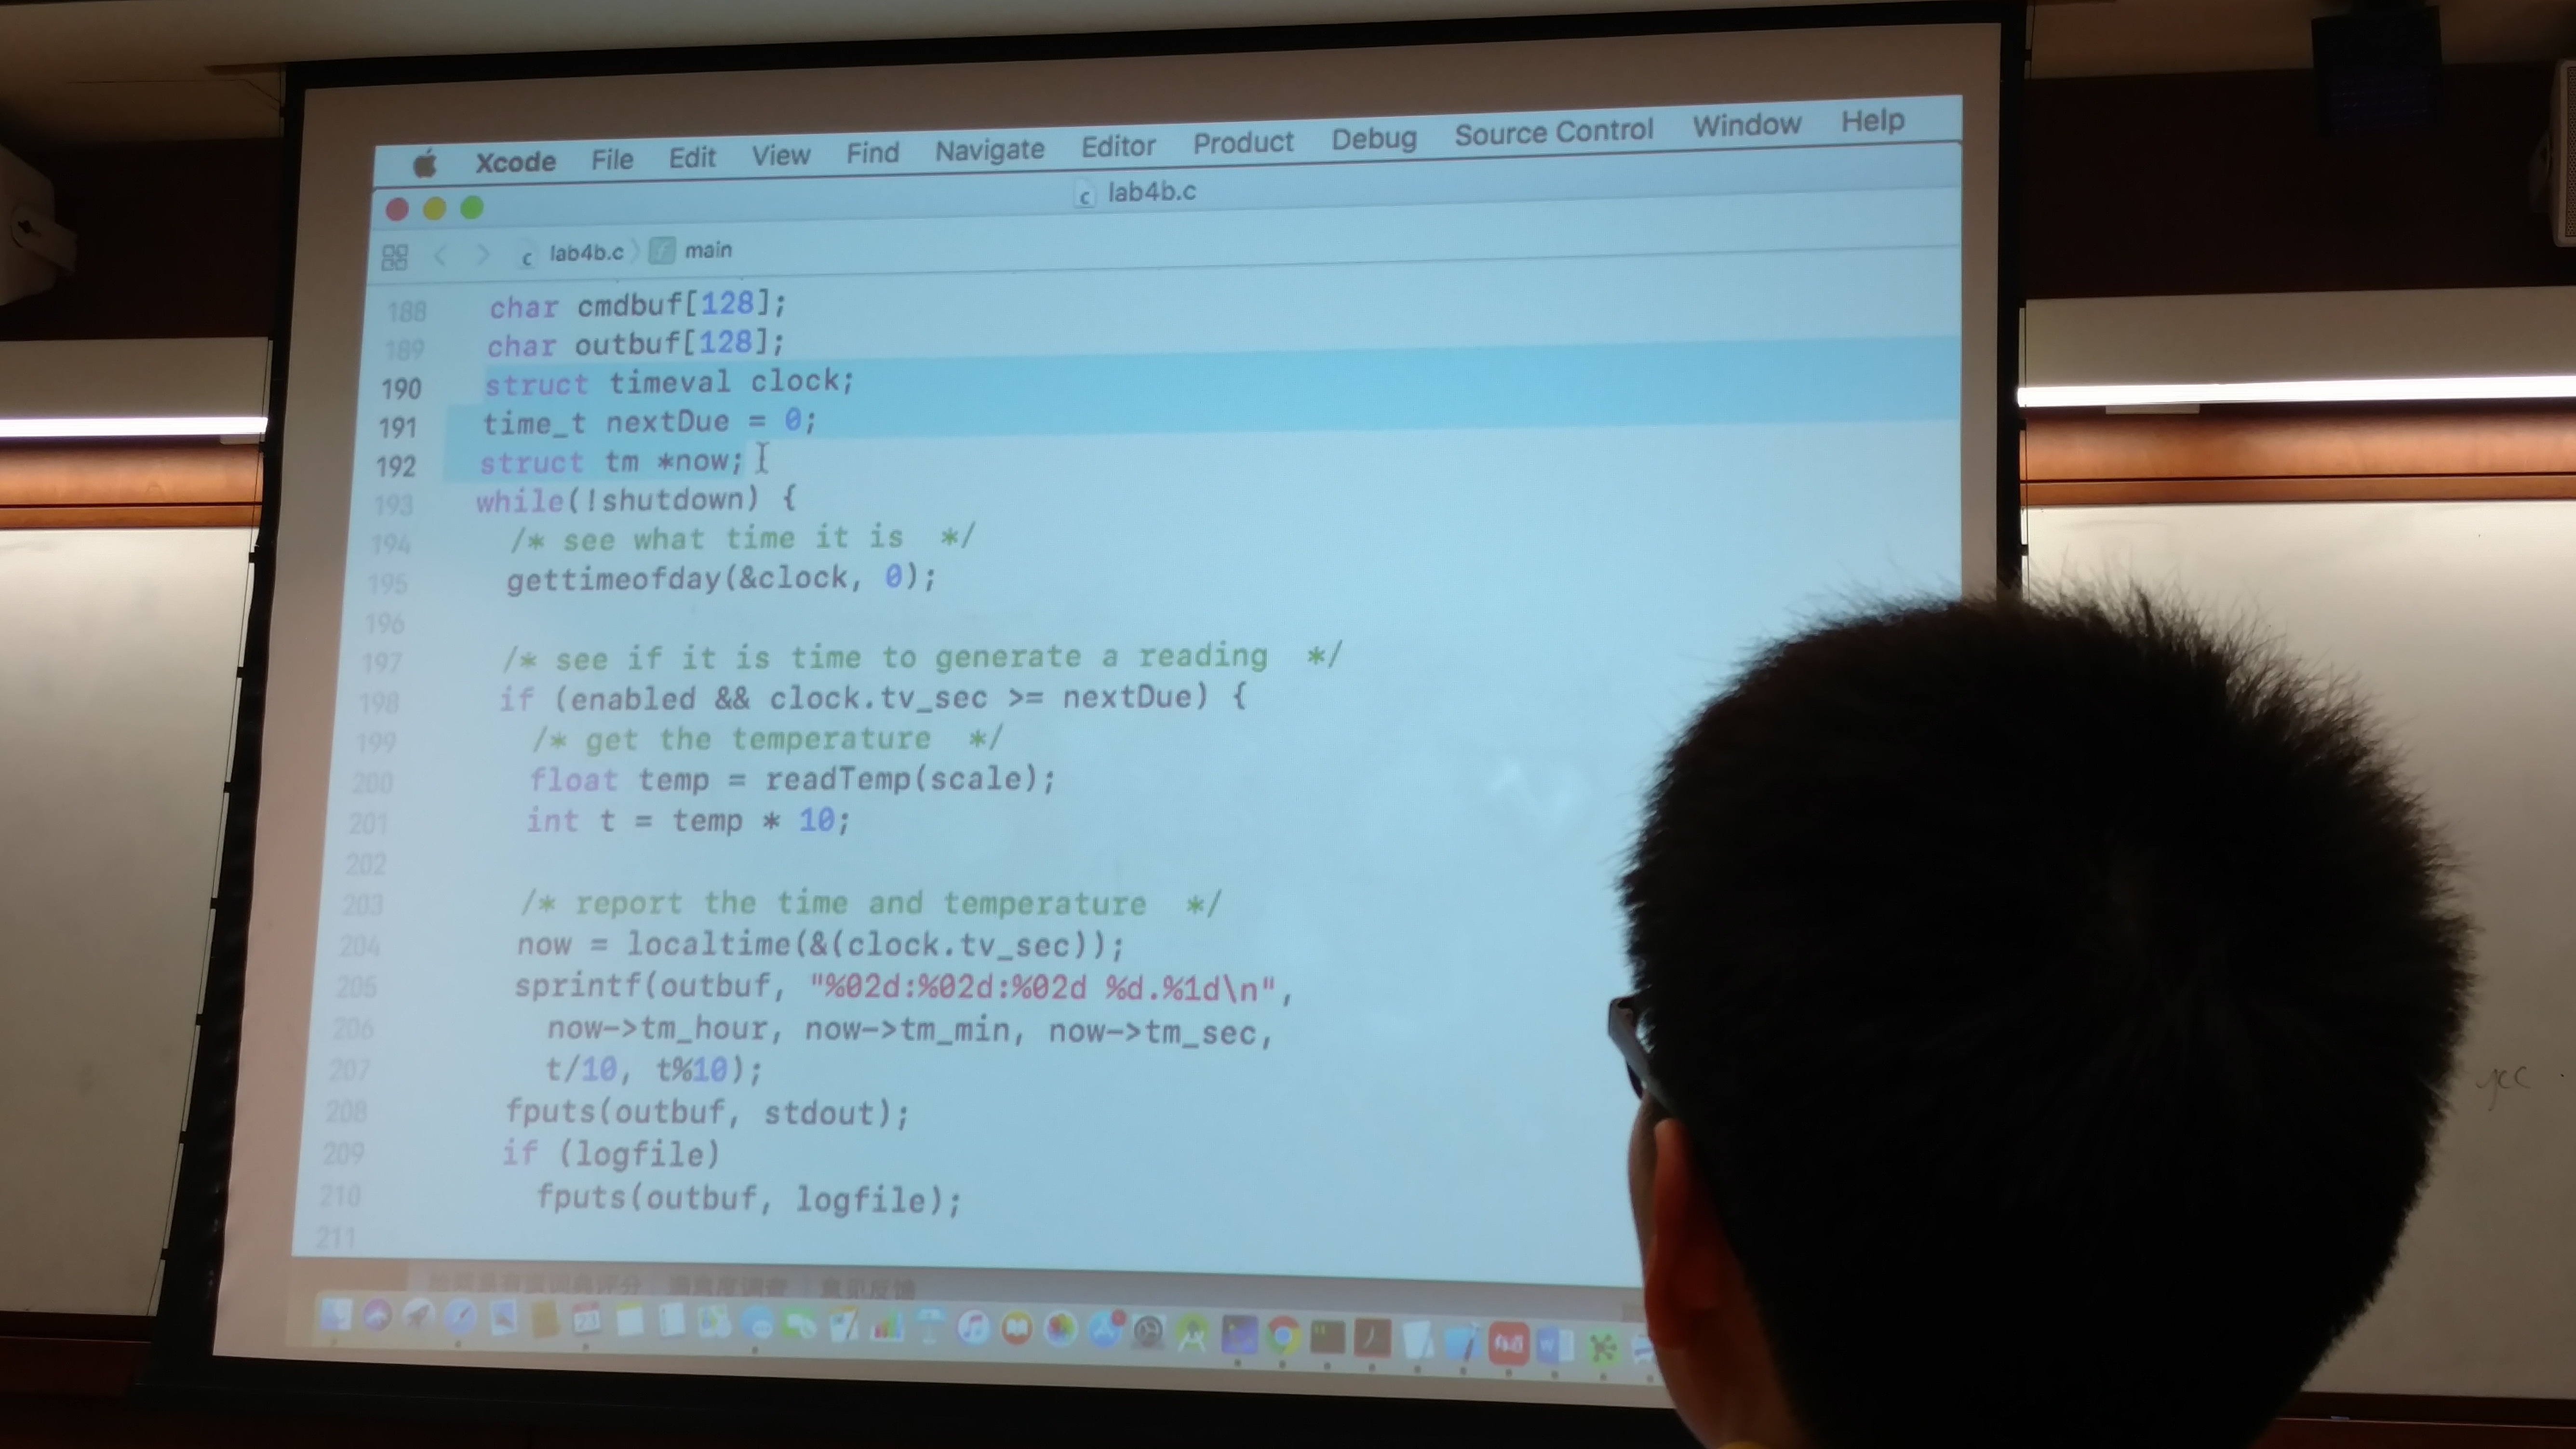 Xcode File Edit View Find Navigate Editor Product Debug Source Control Window Help
c lab4b.c
c lab4b.c f main
188 char cmdbuf[128];
189 char outbuf[128];
190 struct timeval clock;
191 time_t nextDue = 0;
192 struct tm *now;
193 while(!shutdown) {
194 /* see what time it is */
195 gettimeofday(&clock, 0);
196
197 /* see if it is time to generate a reading */
198 if (enabled && clock.tv_sec >= nextDue) {
199 /* get the temperature */
200 float temp = readTemp(scale);
201 int t = temp * 10;
202
203 /* report the time and temperature */
204 now = localtime(&(clock.tv_sec));
205 sprintf(outbuf, "%02d:%02d:%02d %d.%1d\n",
206 now->tm_hour, now->tm_min, now->tm_sec,
207 t/10, t%10);
208 fputs(outbuf, stdout);
209 if (logfile)
210 fputs(outbuf, logfile);
211
意见反馈
23